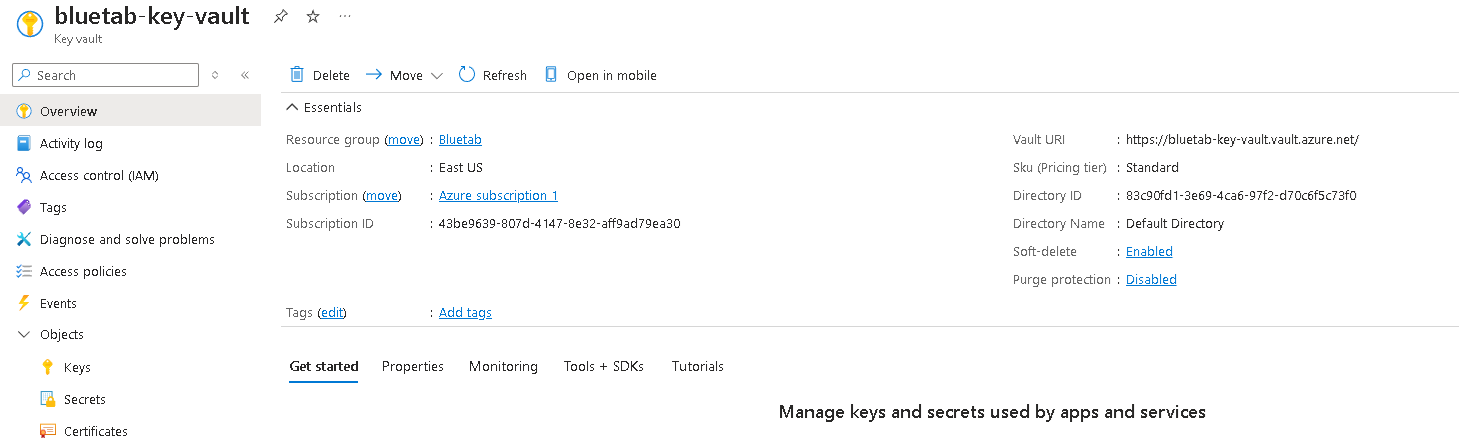 bluetab-key-vault
Key vault
Search
Overview
Activity log
Access control (IAM)
Tags
Diagnose and solve problems
Access policies
Events
Objects
Keys
Secrets
Certificates
Delete Move Refresh Open in mobile
Essentials
Resource group (move) : Bluetab
Location : East US
Subscription (move) : Azure subscription 1
Subscription ID : 43be9639-807d-4147-8e32-aff9ad79ea30
Vault URI : https://bluetab-key-vault.vault.azure.net/
Sku (Pricing tier) : Standard
Directory ID : 83c90fd1-3e69-4ca6-97f2-d70c6f5c73f0
Directory Name : Default Directory
Soft-delete : Enabled
Purge protection : Disabled
Tags (edit) : Add tags
Get started Properties Monitoring Tools + SDKs Tutorials
Manage keys and secrets used by apps and services